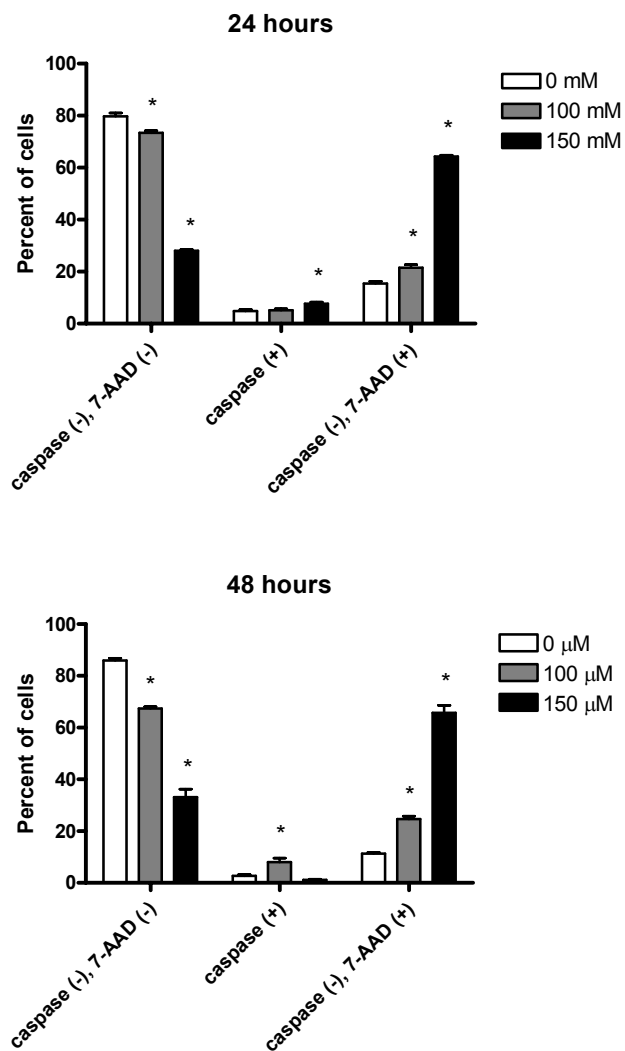 24 hours
100
80
60
40
20
0
Percent of cells
*
*
*
*
*
0 mM
100 mM
150 mM
caspase (-), 7-AAD (-)
caspase (+)
caspase (-), 7-AAD (+)
48 hours
100
80
60
40
20
0
Percent of cells
*
*
*
*
*
0 μM
100 μM
150 μM
caspase (-), 7-AAD (-)
caspase (+)
caspase (-), 7-AAD (+)